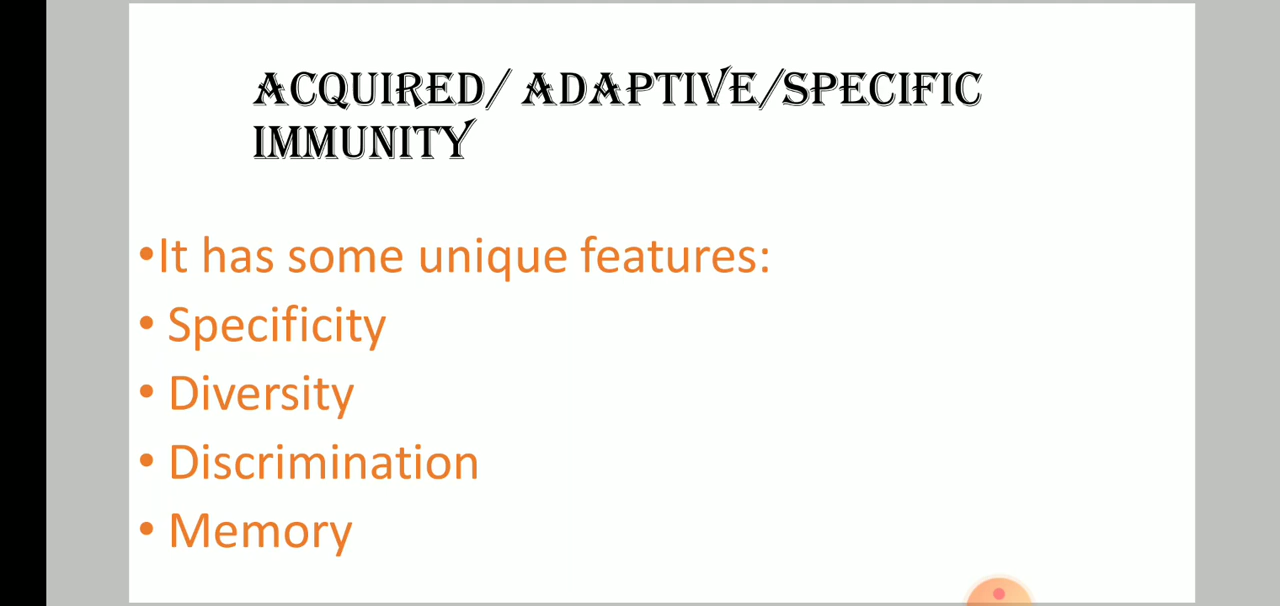 ACQUIRED/ ADAPTIVE/SPECIFIC
IMMUNITY
•It has some unique features:
• Specificity
• Diversity
• Discrimination
• Memory